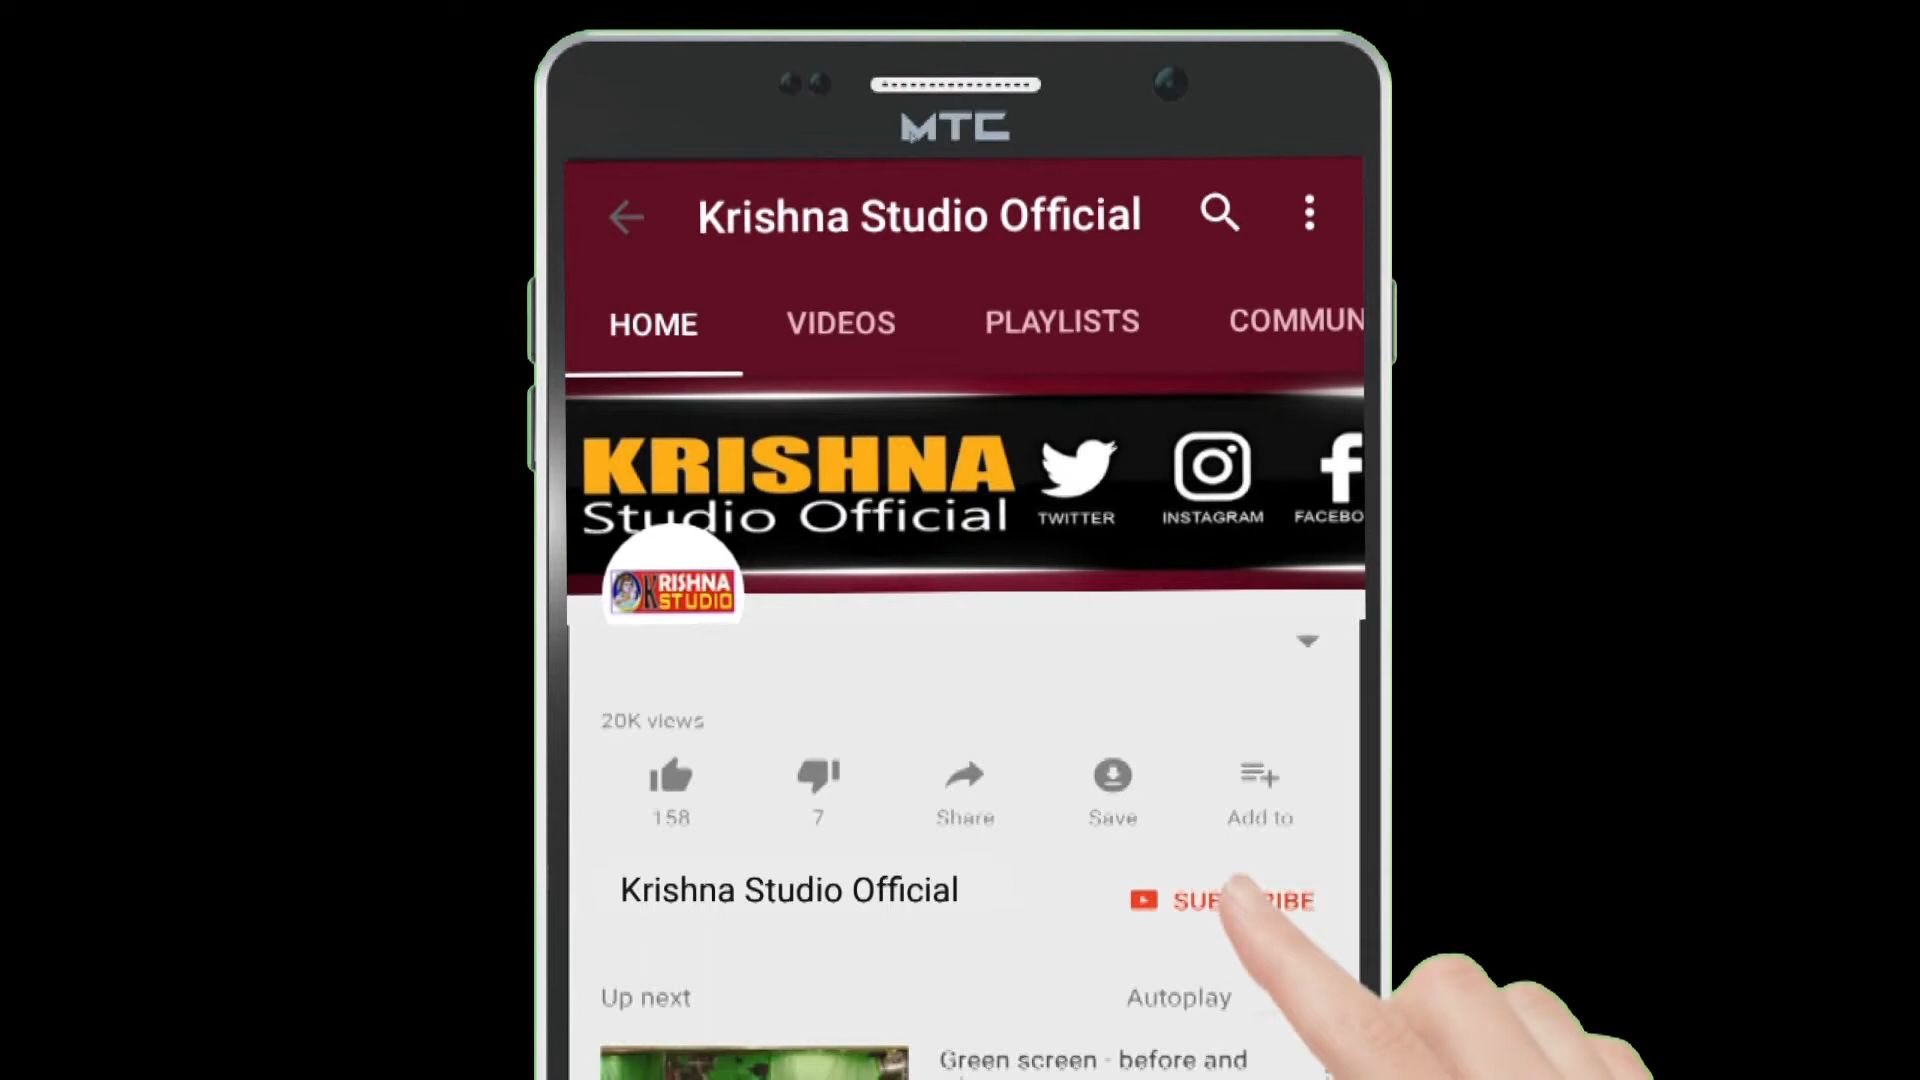 MTC
Krishna Studio Official
HOME VIDEOS PLAYLISTS COMMUN
KRISHNA
Studio Official
TWITTER INSTAGRAM FACEBO
KRISHNA
STUDIO
20K views
158 7 Share Save Add to
Krishna Studio Official
Up next Autoplay
Green screen - before and